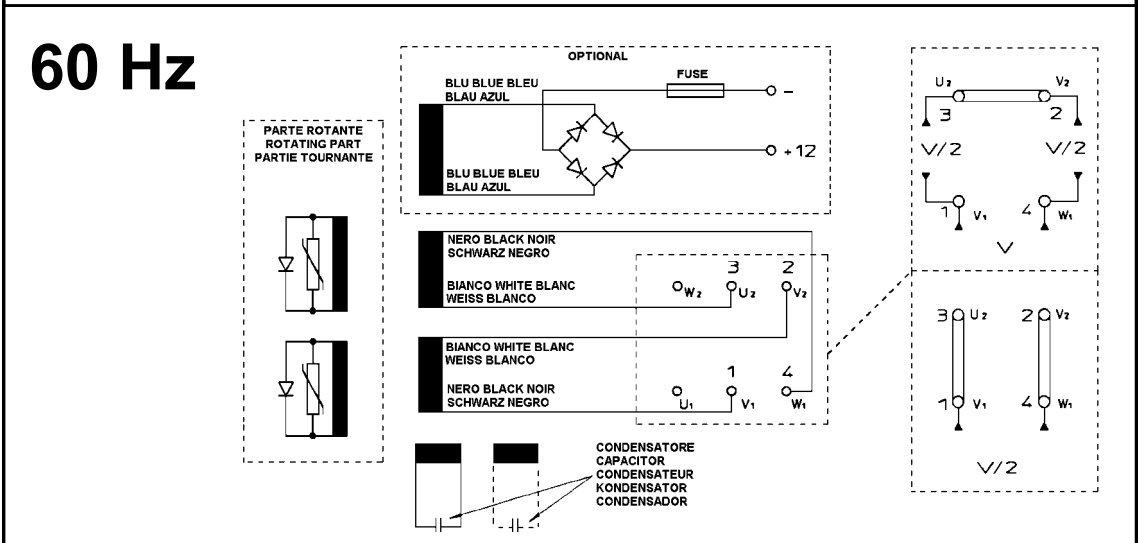 60 Hz
PARTE ROTANTE
ROTATING PART
PARTIE TOURNANTE
OPTIONAL
BLU BLUE BLEU
BLAU AZUL
FUSE
-
+12
BLU BLUE BLEU
BLAU AZUL
NERO BLACK NOIR
SCHWARZ NEGRO
BIANCO WHITE BLANC
WEISS BLANCO
3 2
W2 U2 V2
BIANCO WHITE BLANC
WEISS BLANCO
NERO BLACK NOIR
SCHWARZ NEGRO
1 4
U1 V1 W1
CONDENSATORE
CAPACITOR
CONDENSATEUR
KONDENSATOR
CONDENSADOR
U2 V2
3 2
V/2 V/2
1 V1 4 W1
V
3 U2 2 V2
1 V1 4 W1
V/2